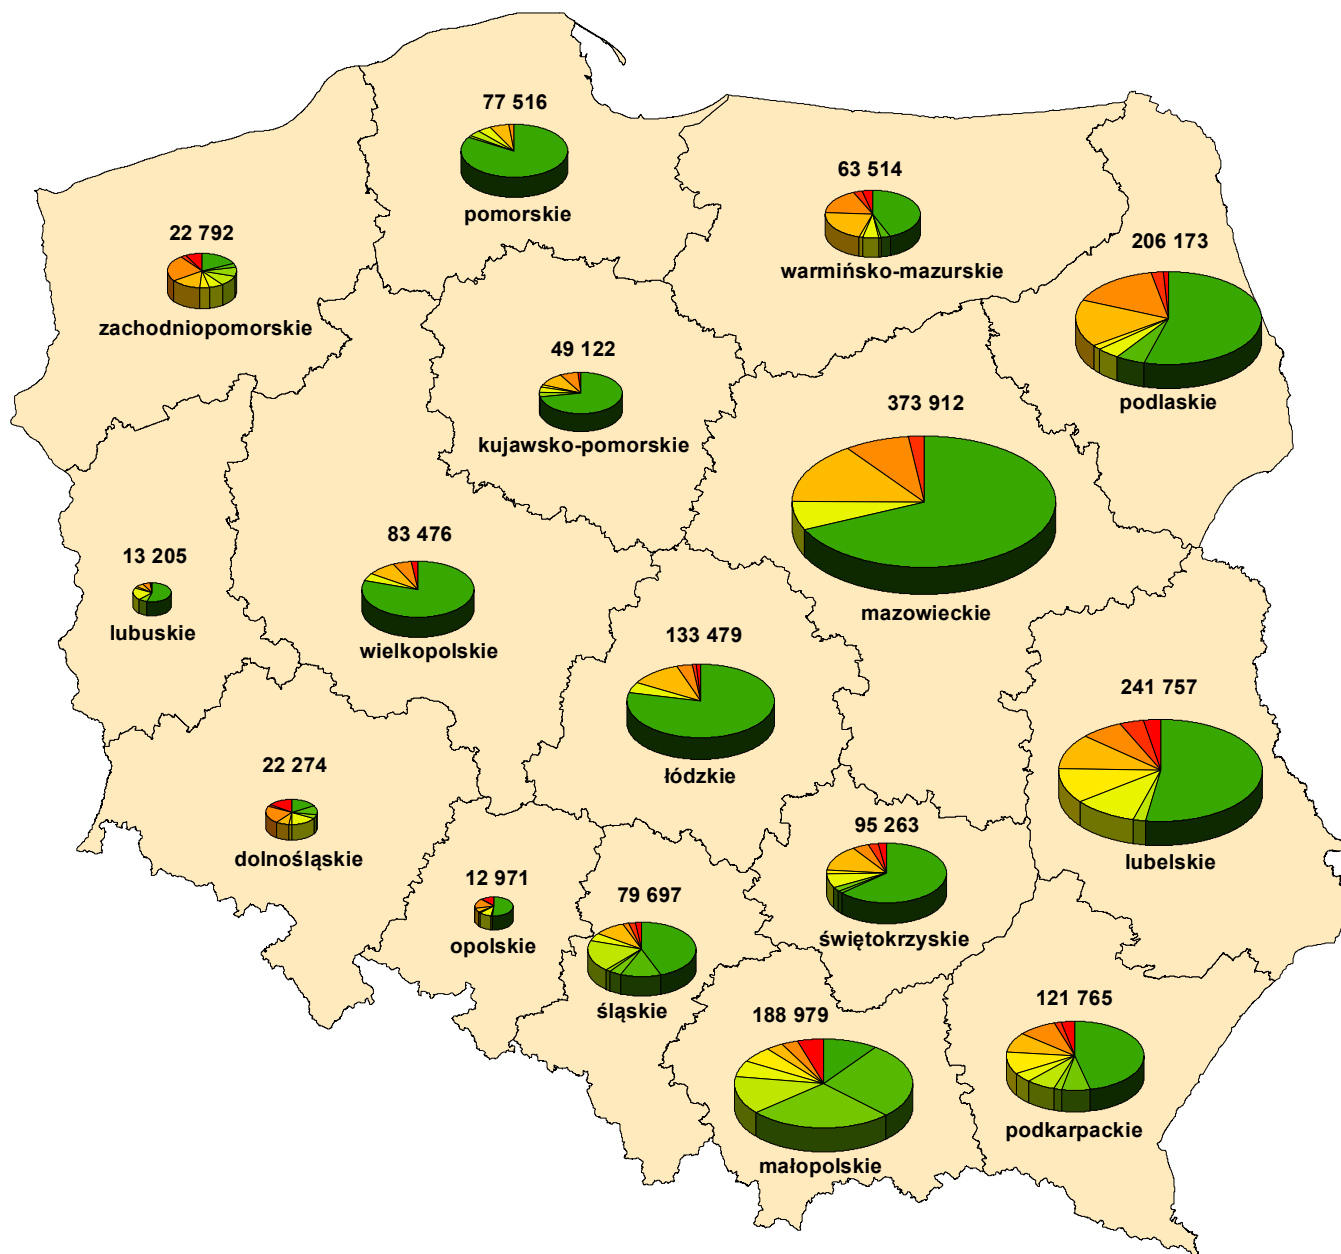 77 516
pomorskie
63 514
warmińsko-mazurskie
206 173
podlaskie
22 792
zachodniopomorskie
49 122
kujawsko-pomorskie
373 912
mazowieckie
13 205
lubuskie
83 476
wielkopolskie
133 479
łódzkie
241 757
lubelskie
22 274
dolnośląskie
95 263
świętokrzyskie
12 971
opolskie
79 697
śląskie
188 979
małopolskie
121 765
podkarpackie